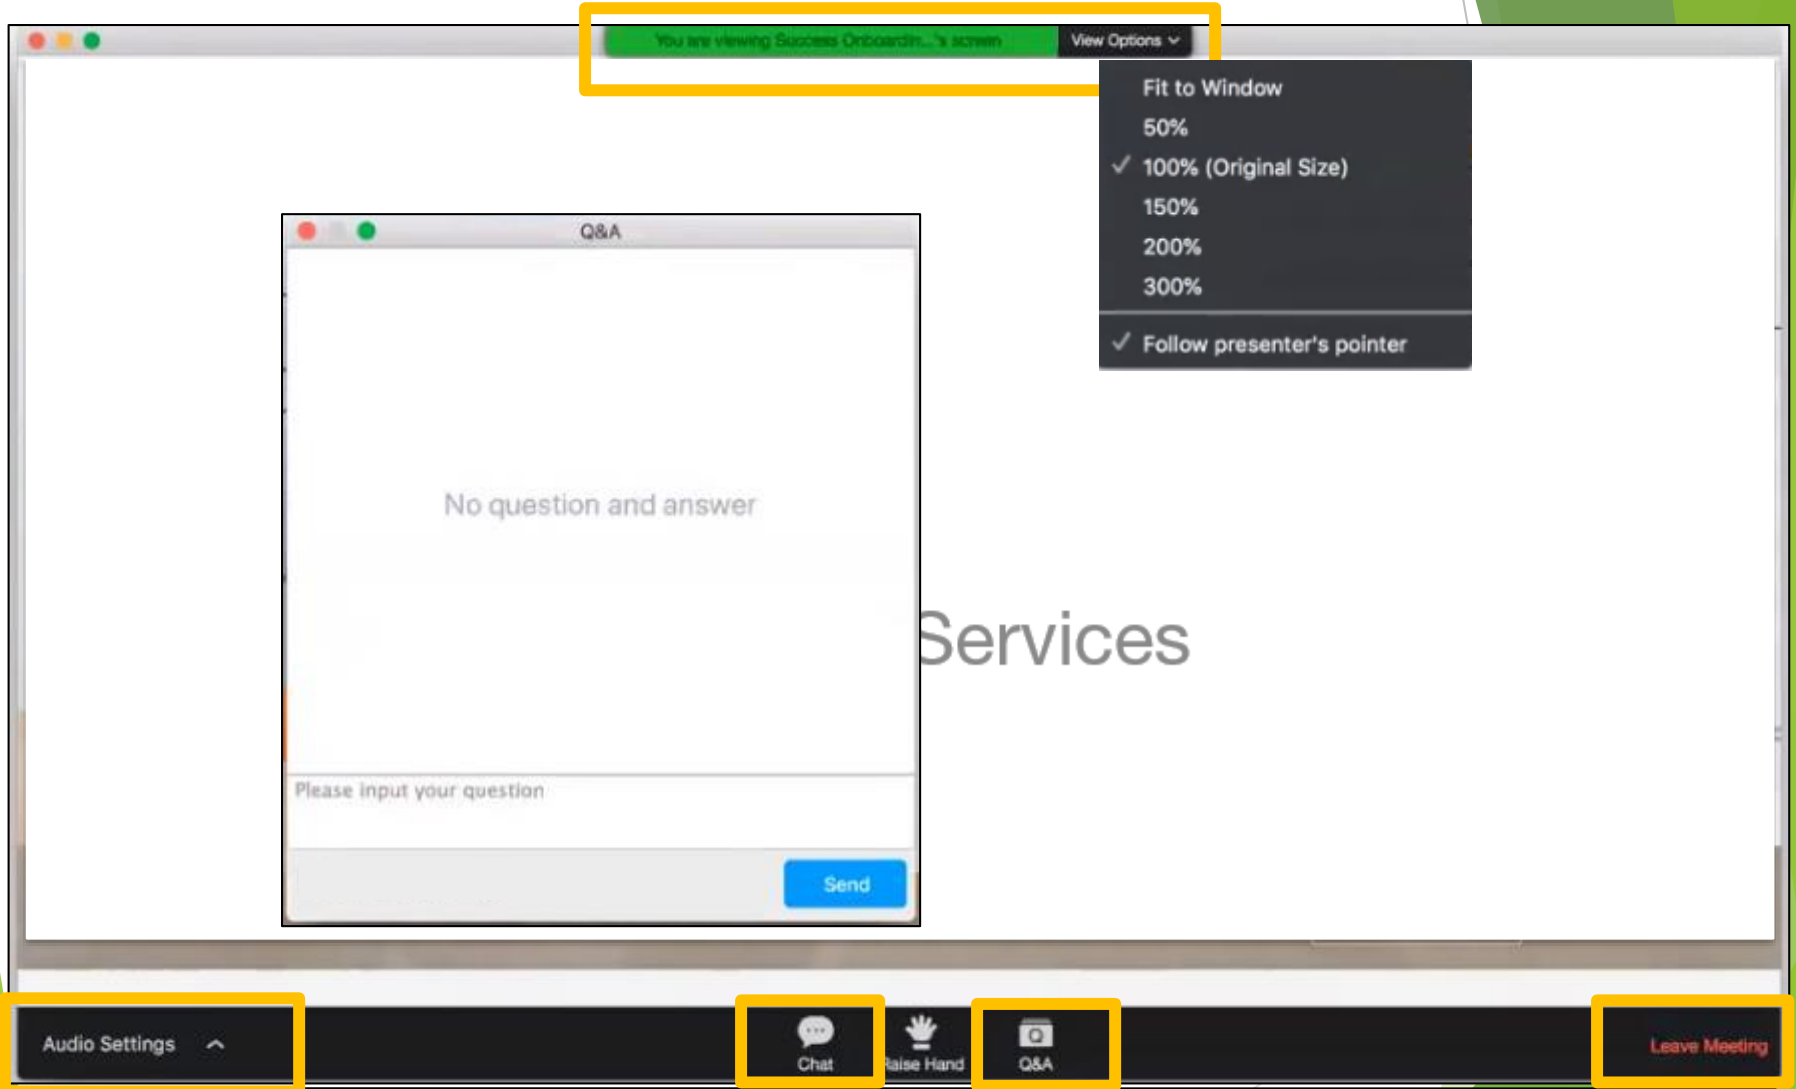 You are viewing Success Onboardin...'s screen
View Options
Fit to Window
50%
100% (Original Size)
150%
200%
300%
Follow presenter's pointer
Q&A
No question and answer
Services
Please input your question
Send
Audio Settings
Chat
Raise Hand
Q
Q&A
Leave Meeting